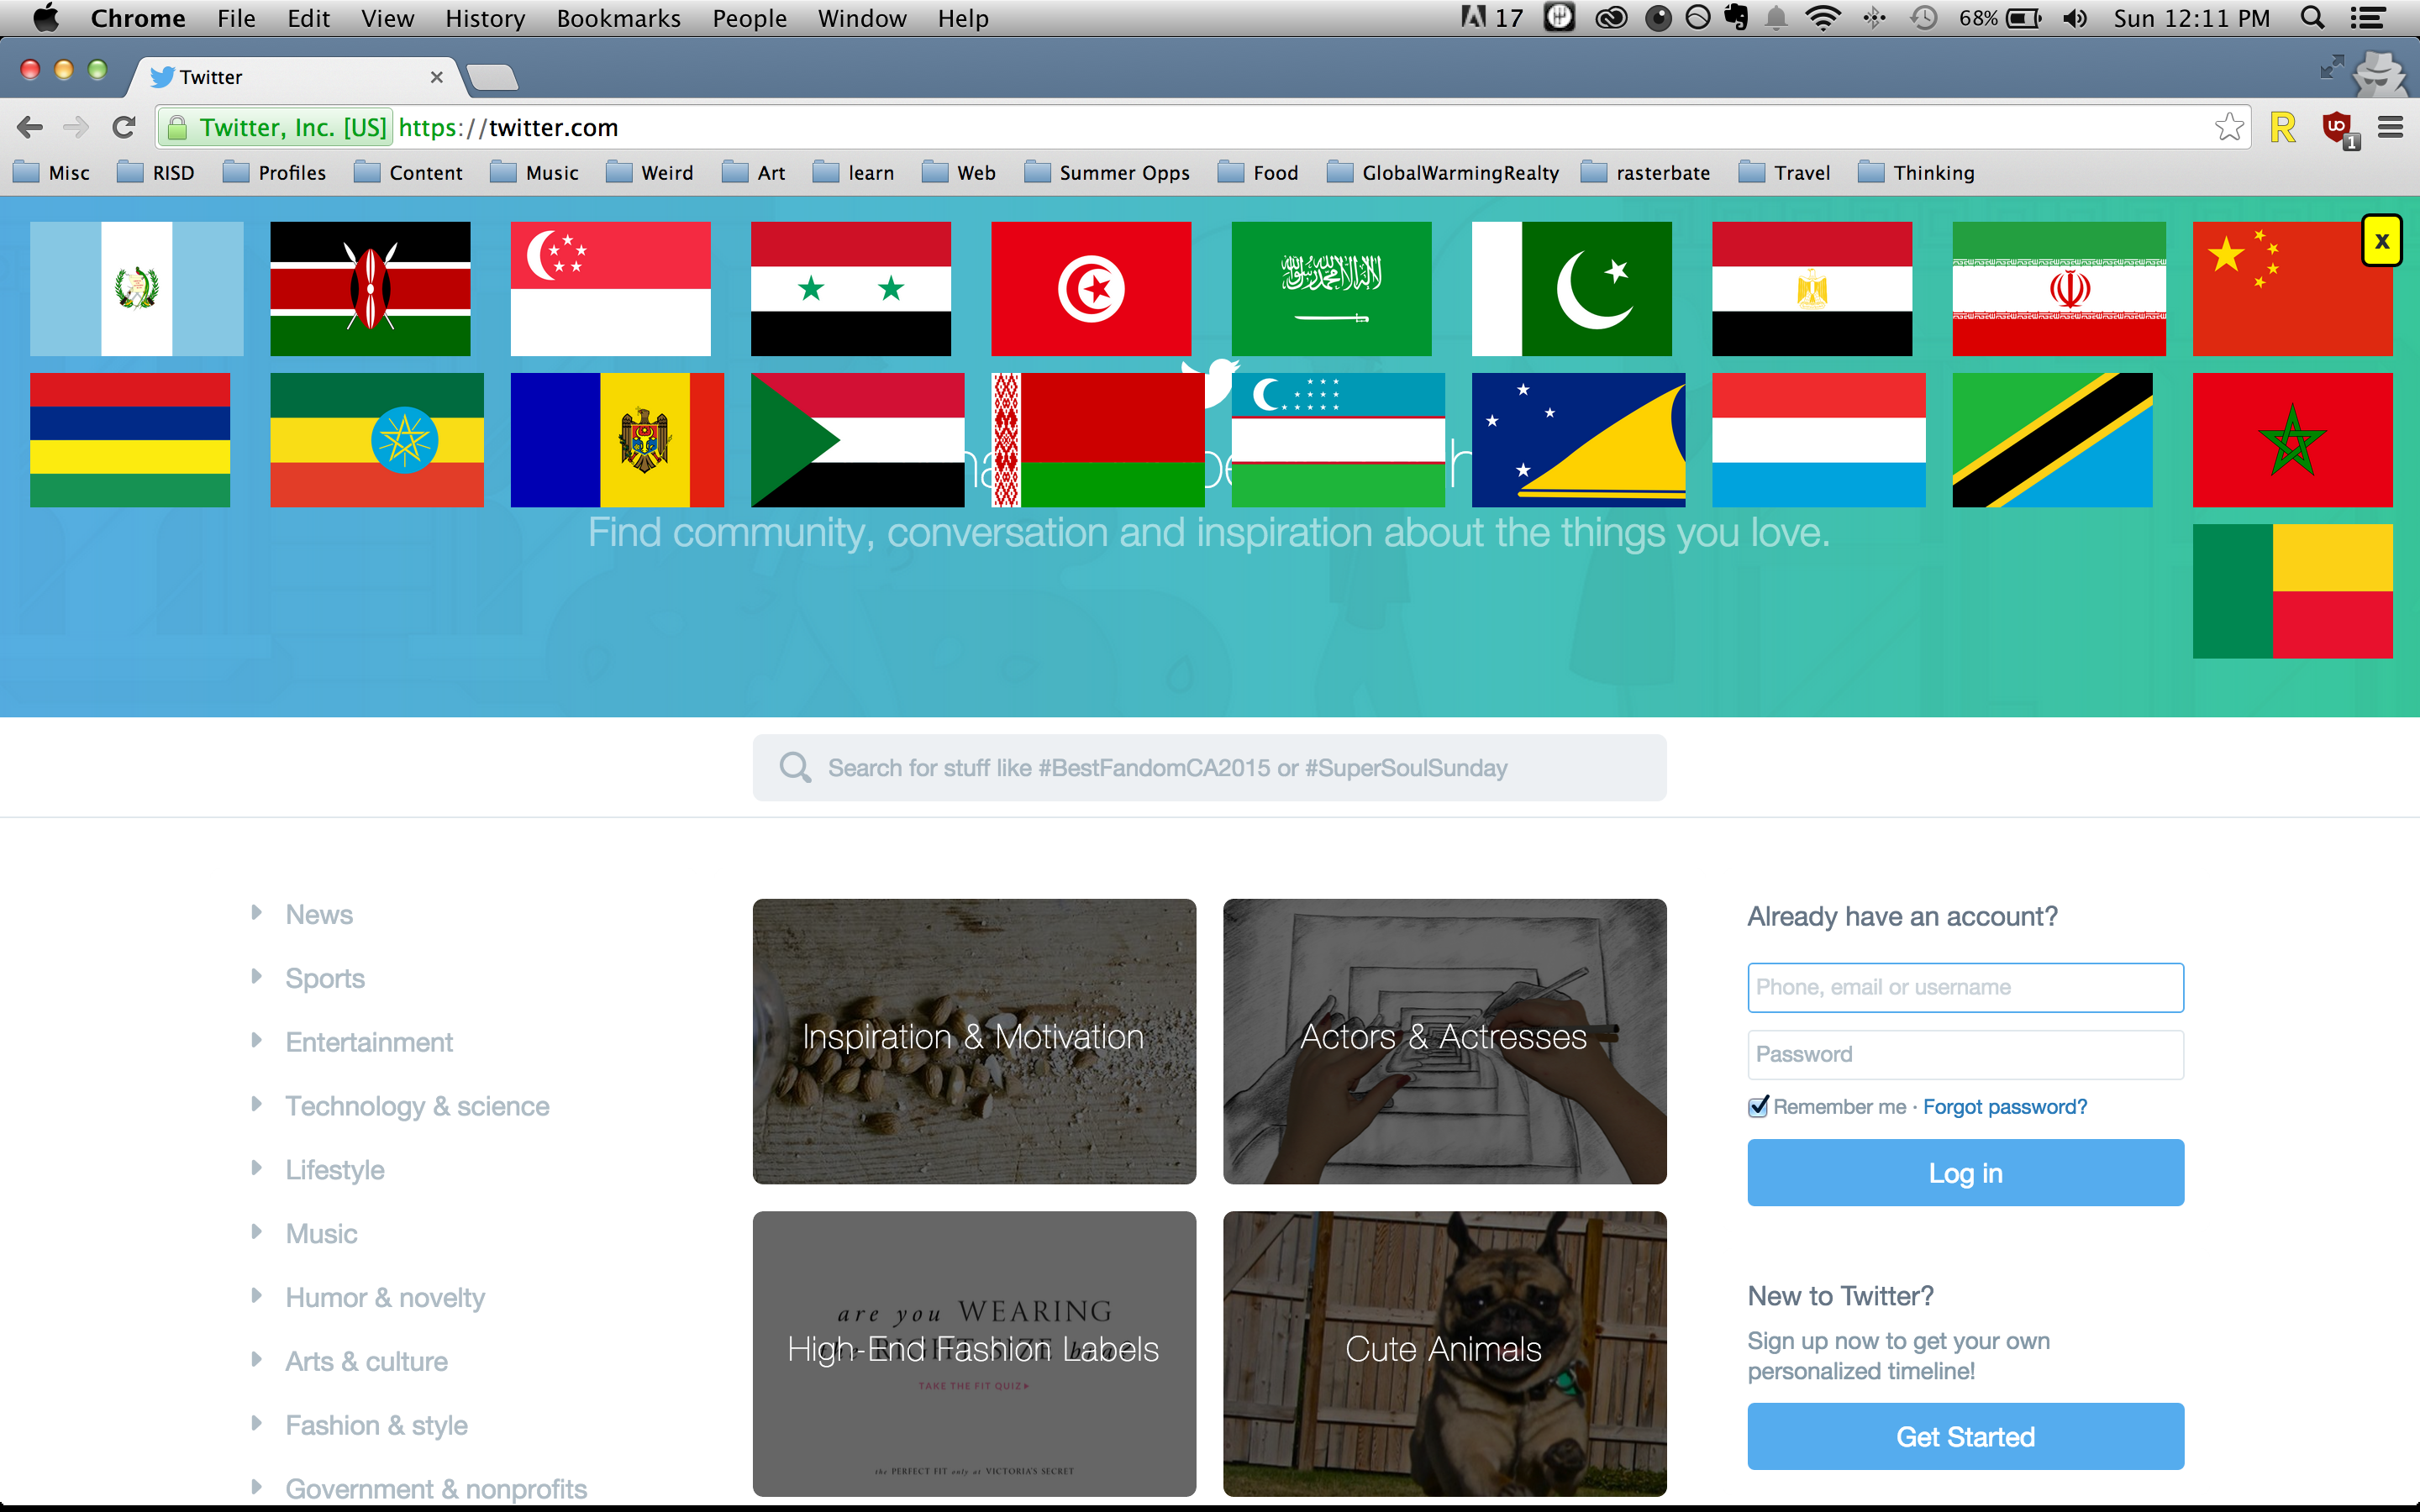 Chrome File Edit View History Bookmarks People Window Help 17 68% Sun 12:11 PM
Twitter
Twitter, Inc. [US] https://twitter.com R 1
Misc RISD Profiles Content Music Weird Art learn Web Summer Opps Food GlobalWarmingRealty rasterbate Travel Thinking
x
Find community, conversation and inspiration about the things you love.
Search for stuff like #BestFandomCA2015 or #SuperSoulSunday
News
Sports
Entertainment
Technology & science
Lifestyle
Music
Humor & novelty
Arts & culture
Fashion & style
Government & nonprofits
Inspiration & Motivation
Actors & Actresses
are you WEARING
High-End Fashion Labels
TAKE THE FIT QUIZ
the PERFECT FIT only at VICTORIA'S SECRET
Cute Animals
Already have an account?
Phone, email or username
Password
Remember me · Forgot password?
Log in
New to Twitter?
Sign up now to get your own
personalized timeline!
Get Started